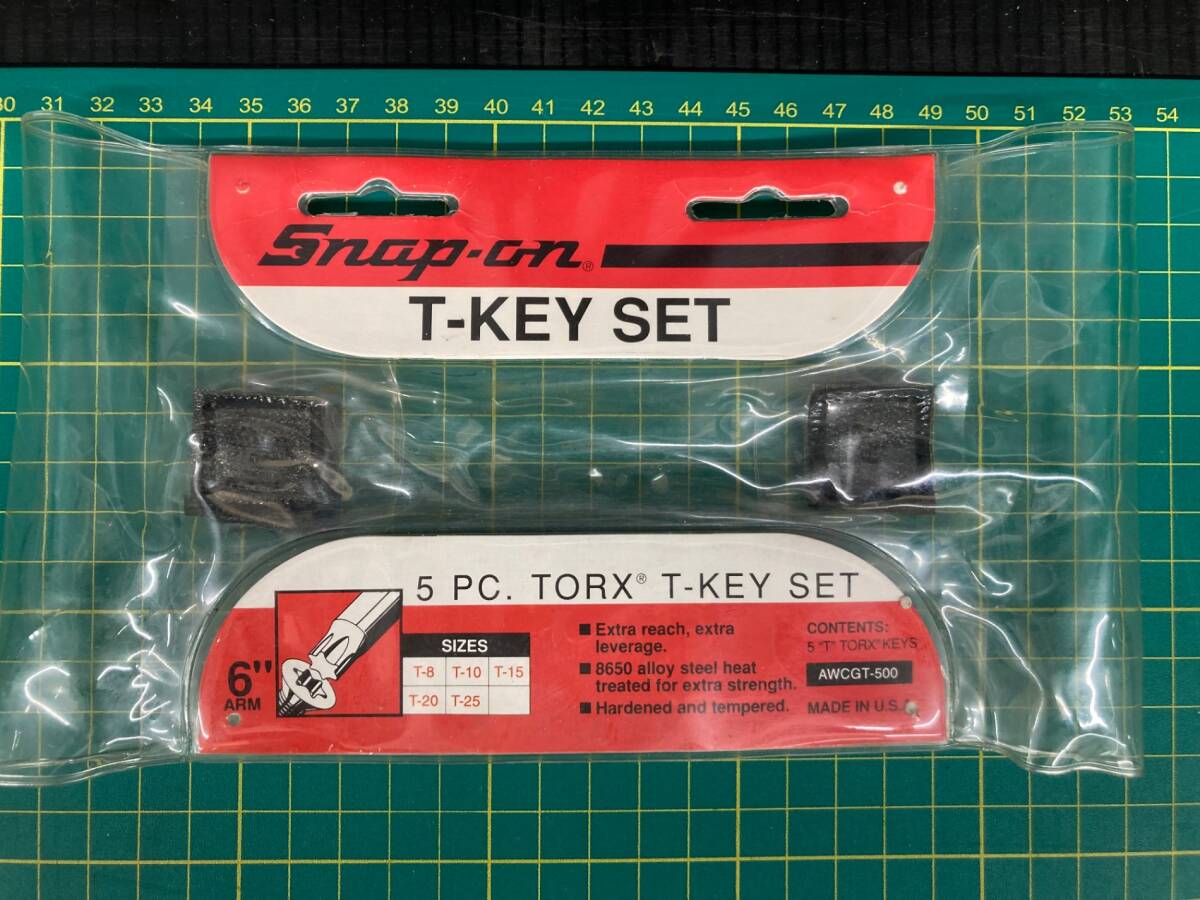 30 31 32 33 34 35 36 37 38 39 40 41 42 43 44 45 46 47 48 49 50 51 52 53 54
Snap-on®
T-KEY SET
5 PC. TORX® T-KEY SET
6"
ARM
SIZES
T-8 T-10 T-15
T-20 T-25
■ Extra reach, extra
leverage.
■ 8650 alloy steel heat
treated for extra strength.
■ Hardened and tempered.
CONTENTS:
5 "T" TORX® KEYS
AWCGT-500
MADE IN U.S.A.